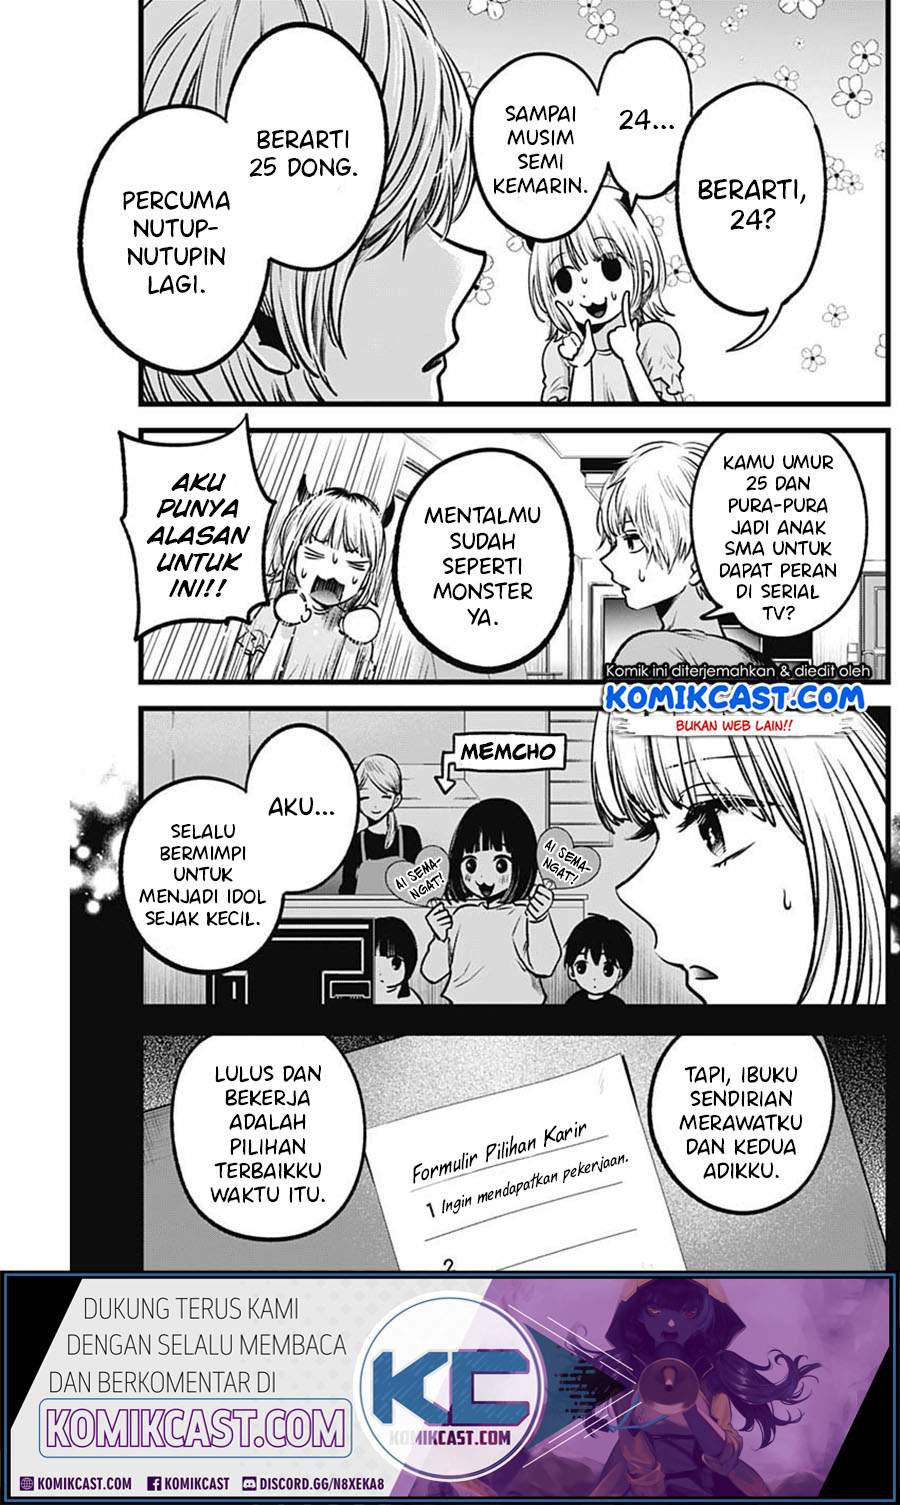 BERARTI,
24?
24...
SAMPAI
MUSIM
SEMI
KEMARIN.
BERARTI
25 DONG.
PERCUMA
NUTUP-
NUTUPIN
LAGI.
KAMU UMUR
25 DAN
PURA-PURA
JADI ANAK
SMA UNTUK
DAPAT PERAN
DI SERIAL
TV?
MENTALMU
SUDAH
SEPERTI
MONSTER
YA.
AKU
PUNYA
ALASAN
UNTUK
INI!!
Komik ini diterjemahkan & diedit oleh
KOMIKCAST.COM
BUKAN WEB LAIN!!
MEMCHO
AKU...
SELALU
BERMIMPI
UNTUK
MENJADI IDOL
SEJAK KECIL.
AI SEMA-
NGAT!
AI SEMA-
NGAT!
TAPI, IBUKU
SENDIRIAN
MERAWATKU
DAN KEDUA
ADIKKU.
LULUS DAN
BEKERJA
ADALAH
PILIHAN
TERBAIKKU
WAKTU ITU.
Formulir Pilihan Karir
1 Ingin mendapatkan pekerjaan.
2
DUKUNG TERUS KAMI
DENGAN SELALU MEMBACA
DAN BERKOMENTAR DI
KOMIKCAST.COM
KOMIKCAST.COM
KOMIKCAST
DISCORD.GG/N8XEKA8
KC
KOMIKCAST.COM